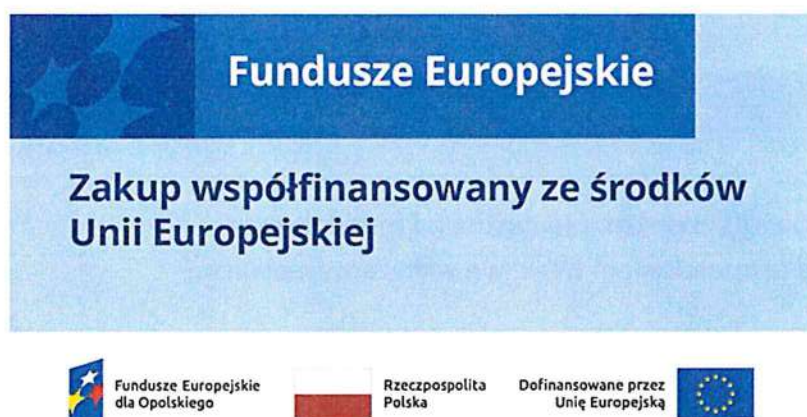 Fundusze Europejskie
Zakup współfinansowany ze środków
Unii Europejskiej
Fundusze Europejskie
dla Opolskiego
Rzeczpospolita
Polska
Dofinansowane przez
Unię Europejską